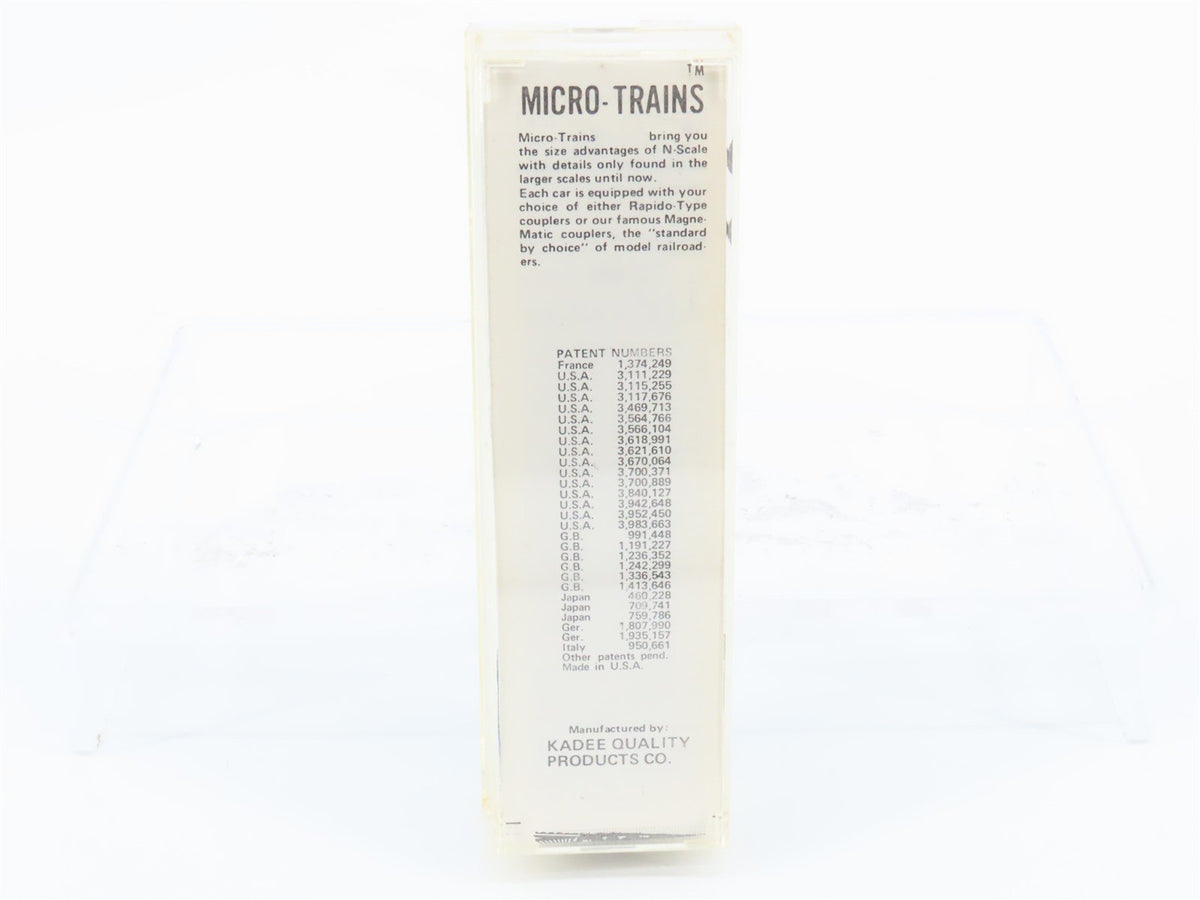 TM
MICRO-TRAINS
Micro-Trains bring you
the size advantages of N-Scale
with details only found in the
larger scales until now.
Each car is equipped with your
choice of either Rapido-Type
couplers or our famous Magne-
Matic couplers, the "standard
by choice" of model railroad-
ers.
PATENT NUMBERS
France 1,374,249
U.S.A. 3,111,229
U.S.A. 3,115,255
U.S.A. 3,117,676
U.S.A. 3,469,713
U.S.A. 3,564,766
U.S.A. 3,566,104
U.S.A. 3,618,991
U.S.A. 3,621,610
U.S.A. 3,670,064
U.S.A. 3,700,371
U.S.A. 3,700,889
U.S.A. 3,840,127
U.S.A. 3,942,648
U.S.A. 3,952,450
U.S.A. 3,983,663
G.B. 991,448
G.B. 1,191,227
G.B. 1,236,352
G.B. 1,242,299
G.B. 1,336,543
G.B. 1,413,646
Japan 460,228
Japan 709,741
Japan 759,786
Ger. 1,807,990
Ger. 1,935,157
Italy 950,661
Other patents pend.
Made in U.S.A.
Manufactured by:
KADEE QUALITY
PRODUCTS CO.